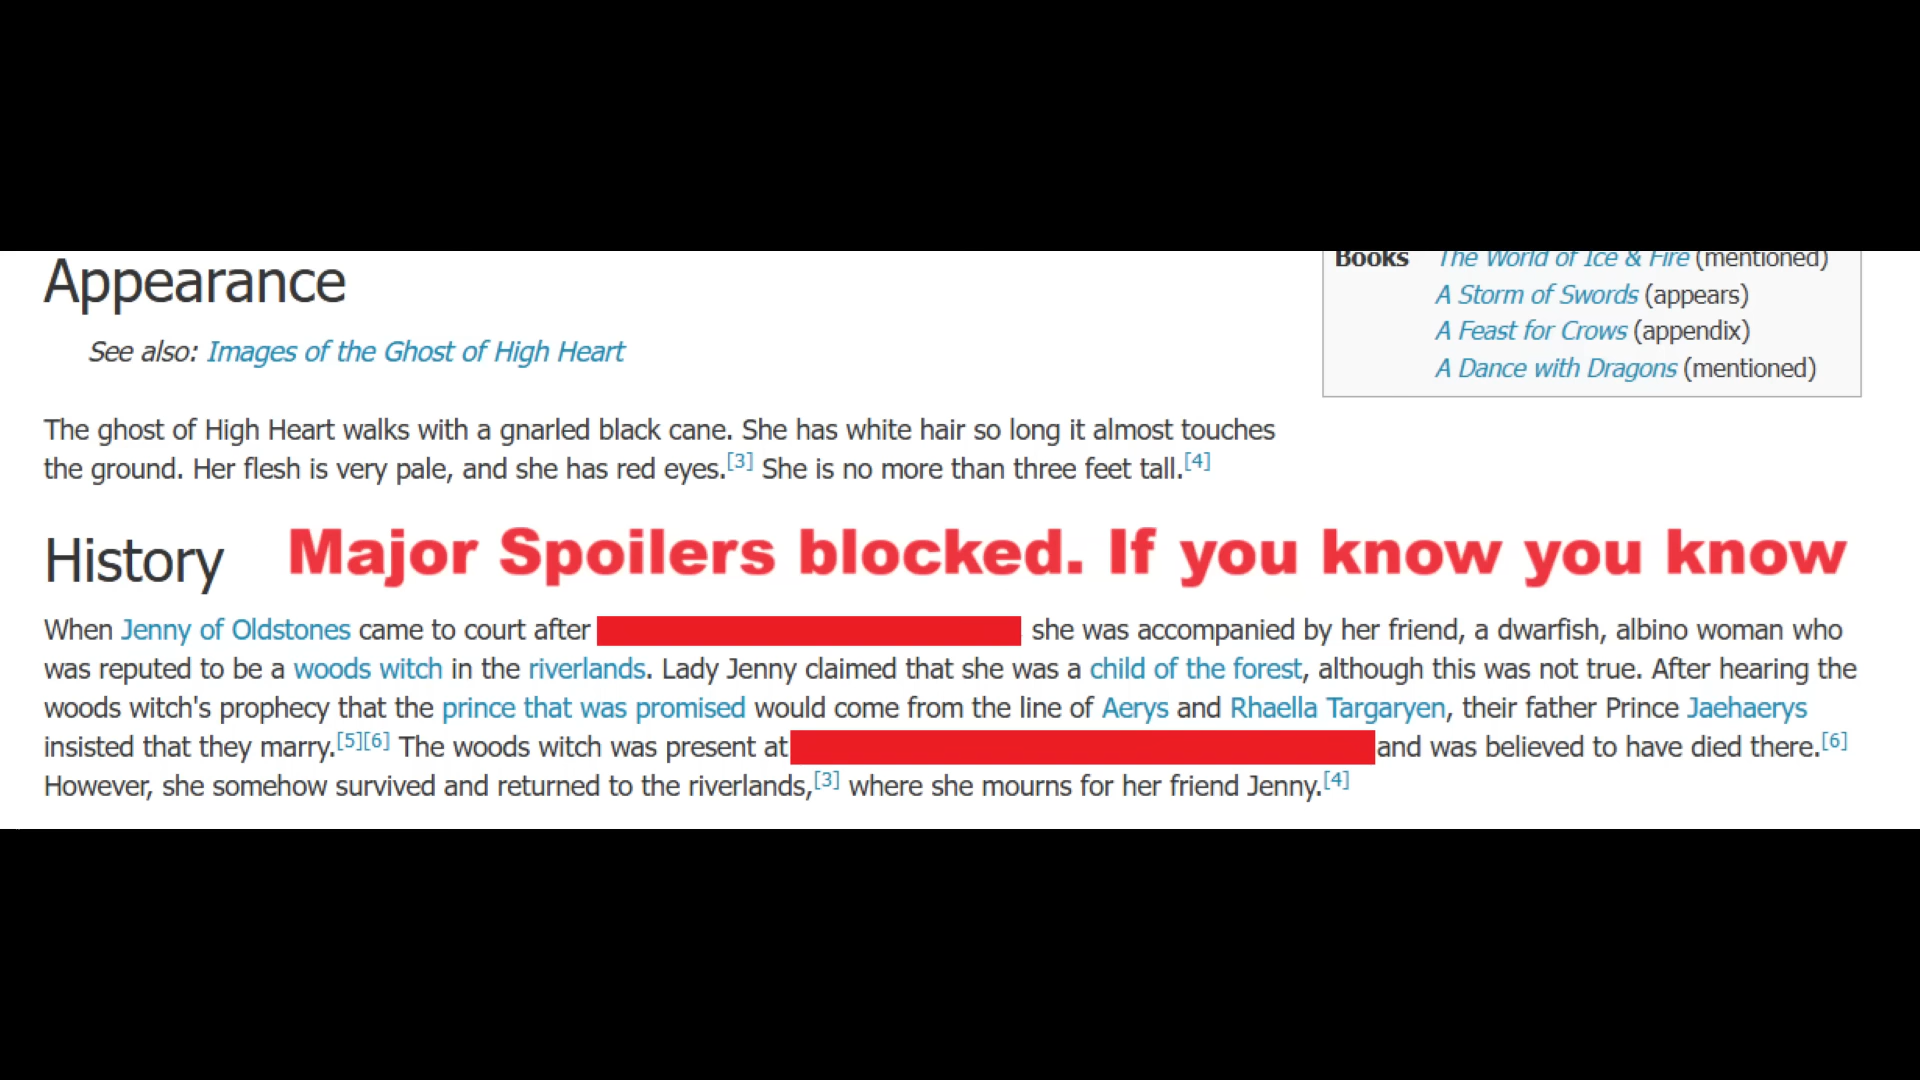 Appearance
Books The World of Ice & Fire (mentioned)
A Storm of Swords (appears)
A Feast for Crows (appendix)
A Dance with Dragons (mentioned)
See also: Images of the Ghost of High Heart
The ghost of High Heart walks with a gnarled black cane. She has white hair so long it almost touches
the ground. Her flesh is very pale, and she has red eyes.[3] She is no more than three feet tall.[4]
History
Major Spoilers blocked. If you know you know
When Jenny of Oldstones came to court after she was accompanied by her friend, a dwarfish, albino woman who
was reputed to be a woods witch in the riverlands. Lady Jenny claimed that she was a child of the forest, although this was not true. After hearing the
woods witch's prophecy that the prince that was promised would come from the line of Aerys and Rhaella Targaryen, their father Prince Jaehaerys
insisted that they marry.[5][6] The woods witch was present at and was believed to have died there.[6]
However, she somehow survived and returned to the riverlands,[3] where she mourns for her friend Jenny.[4]